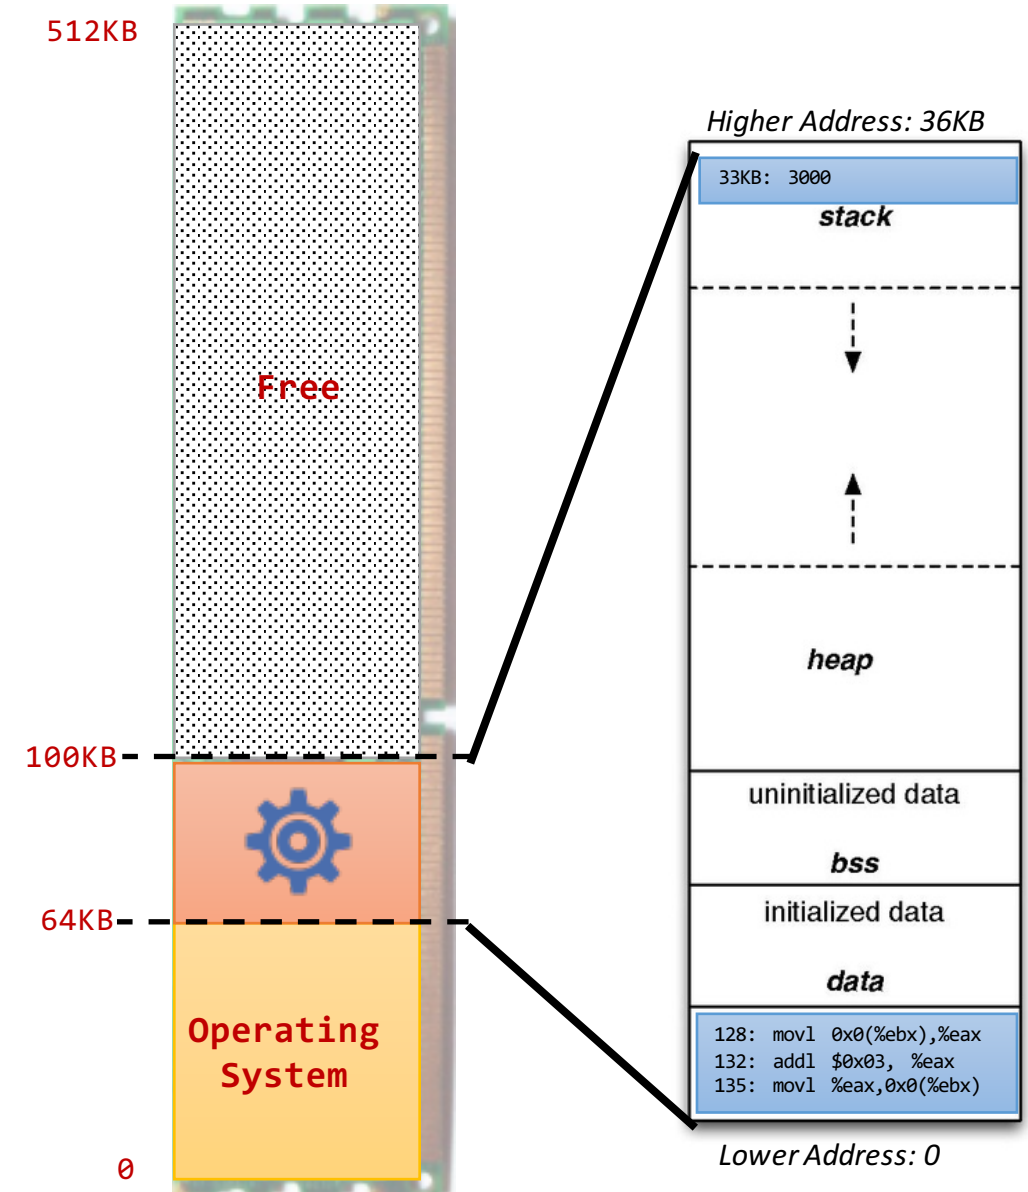 512KB
Free
100KB
64KB
Operating
System
0
Higher Address: 36KB
33KB: 3000
stack
heap
uninitialized data
bss
initialized data
data
128: movl 0x0(%ebx),%eax
132: addl $0x03, %eax
135: movl %eax,0x0(%ebx)
Lower Address: 0